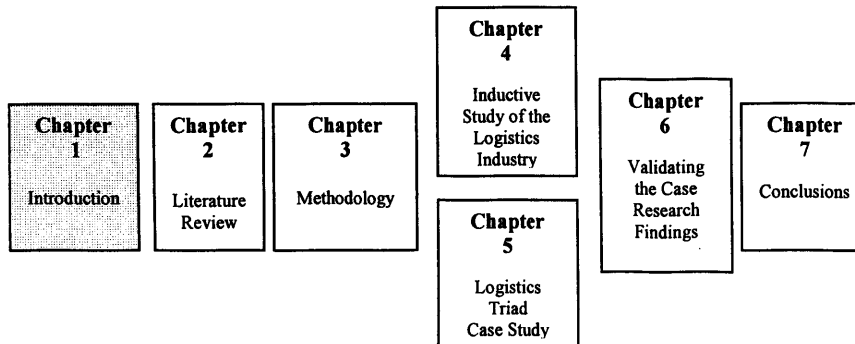 Chapter
1
Introduction
Chapter
2
Literature
Review
Chapter
3
Methodology
Chapter
4
Inductive
Study of the
Logistics
Industry
Chapter
5
Logistics
Triad
Case Study
Chapter
6
Validating
the Case
Research
Findings
Chapter
7
Conclusions